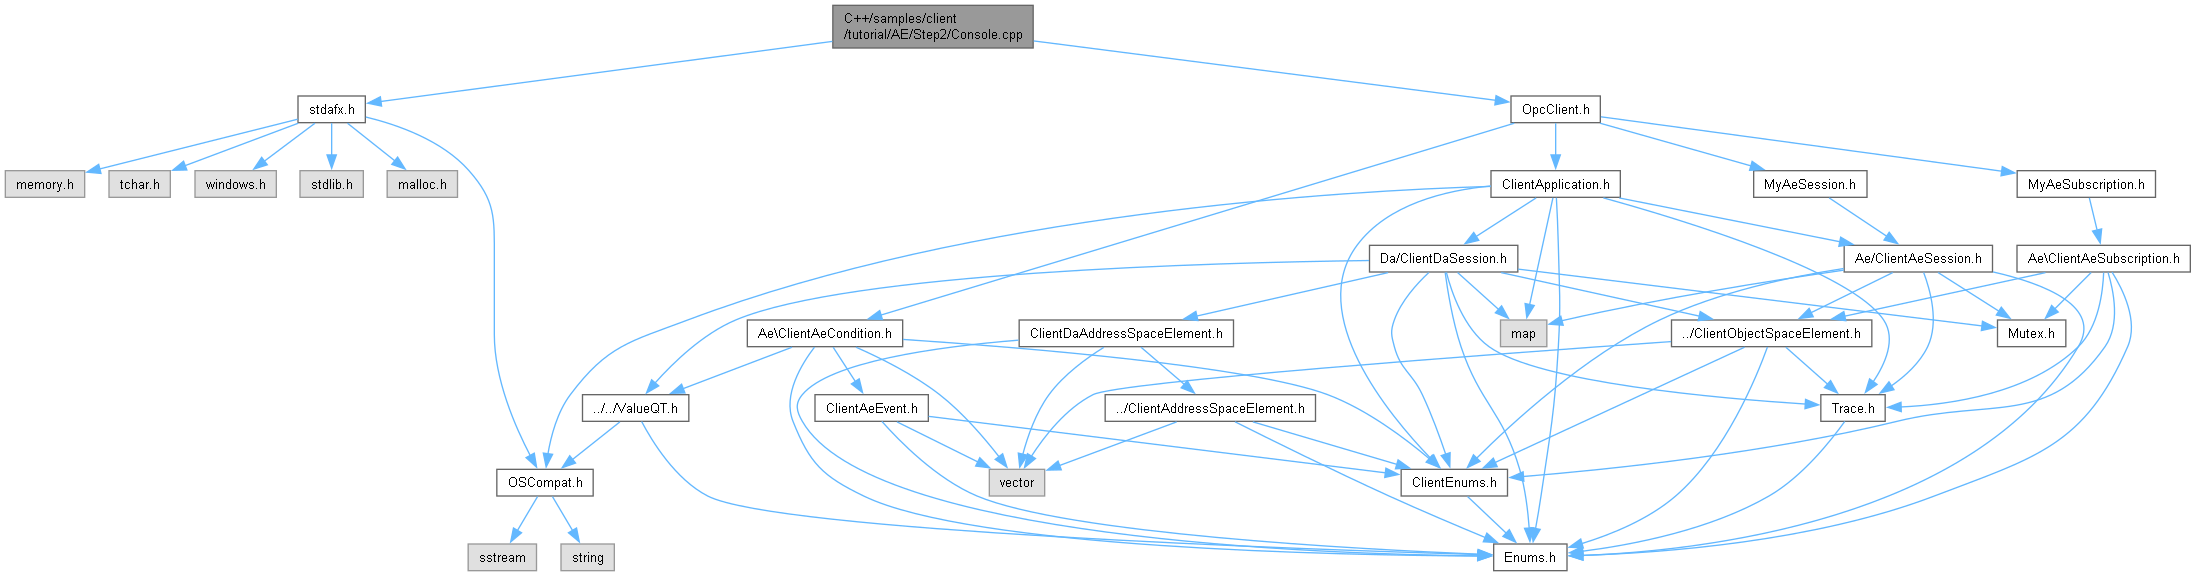 C++/samples/client
/tutorial/AE/Step2/Console.cpp
stdafx.h
OpcClient.h
memory.h
tchar.h
windows.h
stdlib.h
malloc.h
ClientApplication.h
MyAeSession.h
MyAeSubscription.h
Da/ClientDaSession.h
Ae/ClientAeSession.h
Ae\ClientAeSubscription.h
Ae\ClientAeCondition.h
ClientDaAddressSpaceElement.h
map
../ClientObjectSpaceElement.h
Mutex.h
../../ValueQT.h
ClientAeEvent.h
../ClientAddressSpaceElement.h
Trace.h
OSCompat.h
vector
ClientEnums.h
sstream
string
Enums.h